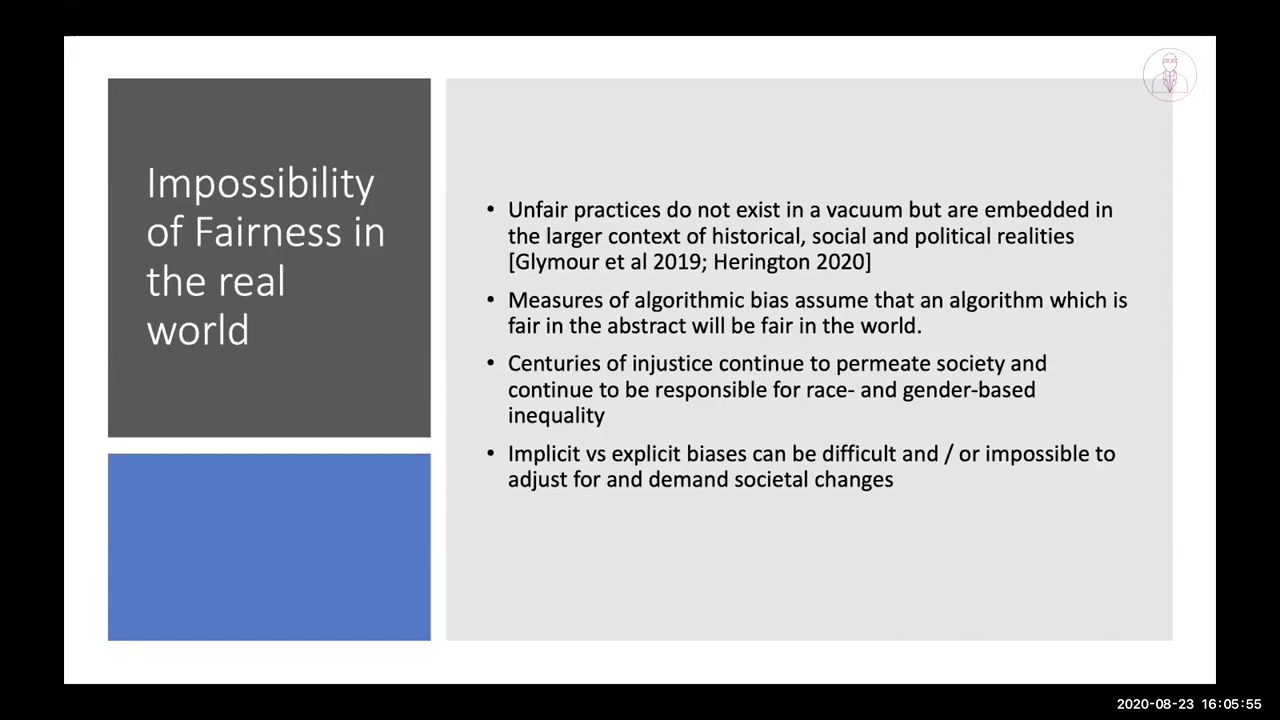 Impossibility
of Fairness in
the real
world
• Unfair practices do not exist in a vacuum but are embedded in
the larger context of historical, social and political realities
[Glymour et al 2019; Herington 2020]
• Measures of algorithmic bias assume that an algorithm which is
fair in the abstract will be fair in the world.
• Centuries of injustice continue to permeate society and
continue to be responsible for race- and gender-based
inequality
• Implicit vs explicit biases can be difficult and / or impossible to
adjust for and demand societal changes
2020-08-23 16:05:55